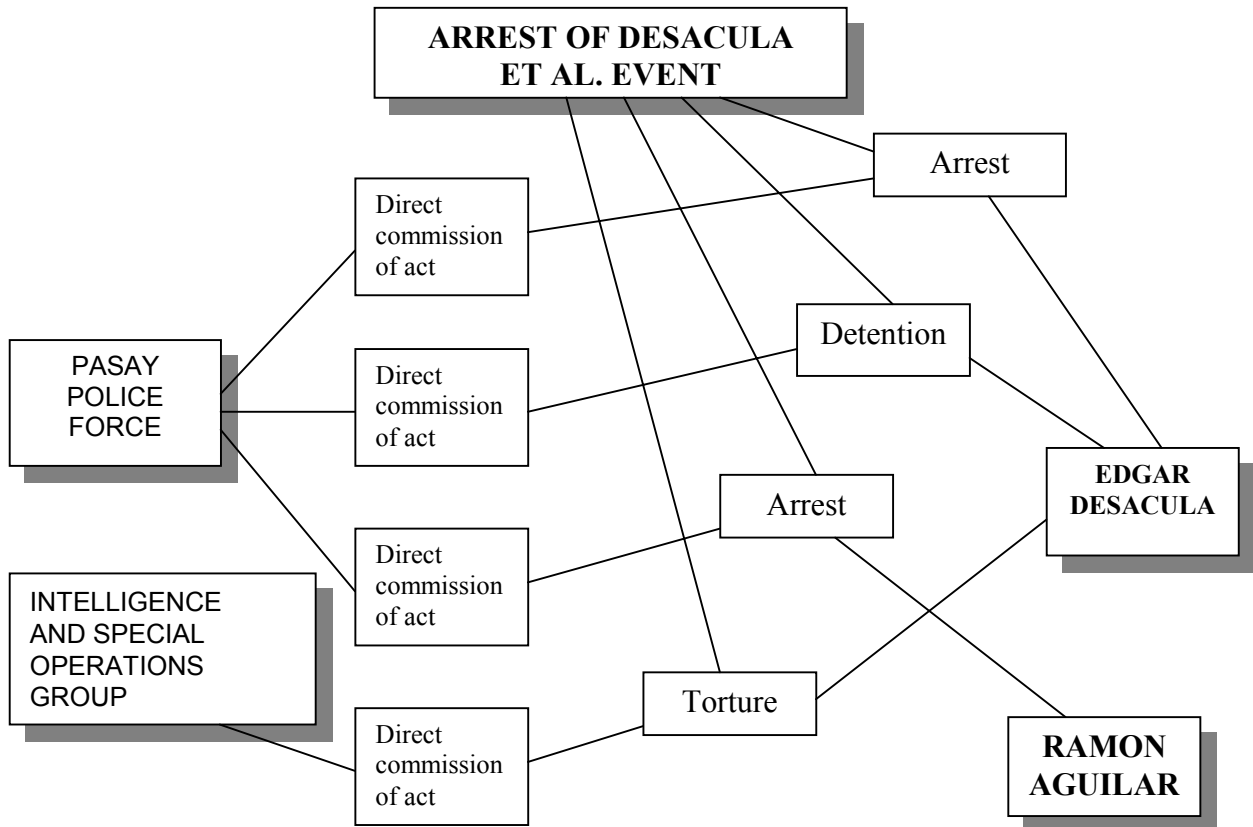 ARREST OF DESACULA
ET AL. EVENT
Arrest
Direct
commission
of act
Detention
PASAY
POLICE
FORCE
Direct
commission
of act
EDGAR
DESACULA
Arrest
Direct
commission
of act
INTELLIGENCE
AND SPECIAL
OPERATIONS
GROUP
Torture
Direct
commission
of act
RAMON
AGUILAR